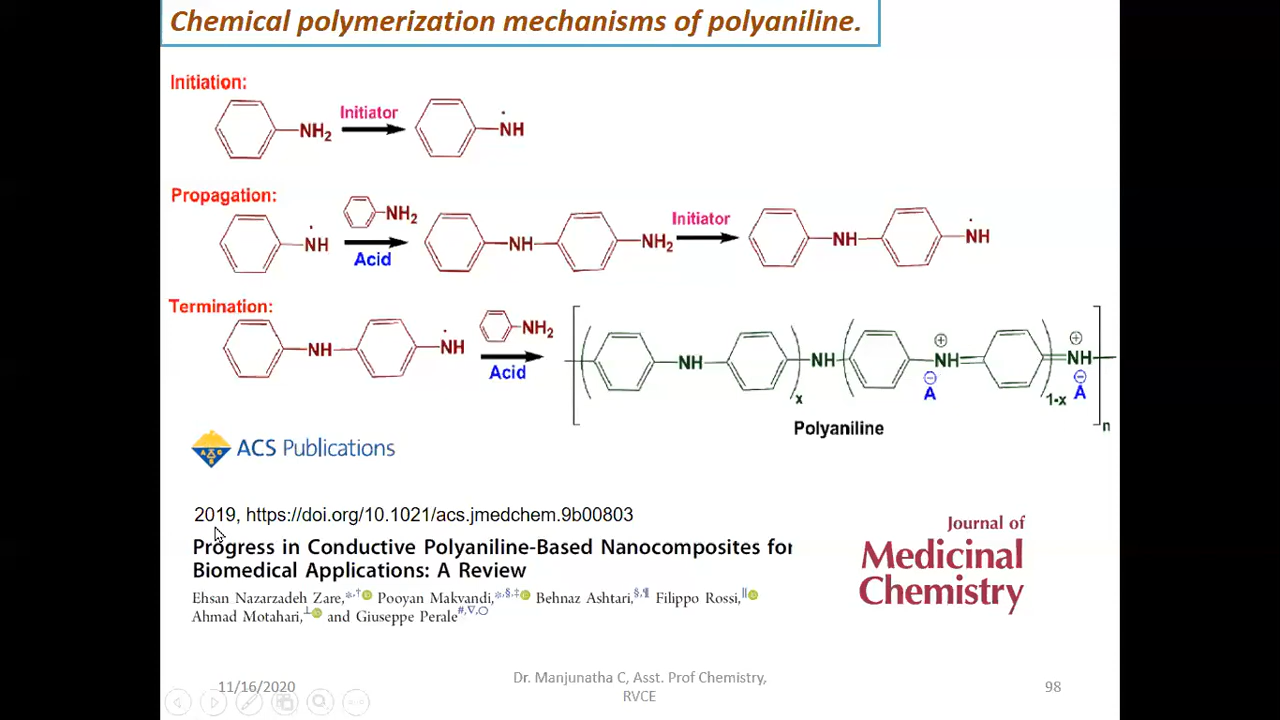 Chemical polymerization mechanisms of polyaniline.
Initiation:
NH2
Initiator
NH
Propagation:
NH
NH2
Acid
NH
NH2
Initiator
NH
NH
Termination:
NH
NH
NH2
Acid
NH
x
NH
NH
A
1-x
NH
A
n
Polyaniline
ACS Publications
2019, https://doi.org/10.1021/acs.jmedchem.9b00803
Progress in Conductive Polyaniline-Based Nanocomposites for
Biomedical Applications: A Review
Ehsan Nazarzadeh Zare,*,† Pooyan Makvandi,*,§,‡ Behnaz Ashtari,§,¶ Filippo Rossi,∥
Ahmad Motahari,⊥ and Giuseppe Perale#,∇,○
Journal of
Medicinal
Chemistry
11/16/2020
Dr. Manjunatha C, Asst. Prof Chemistry,
RVCE
98